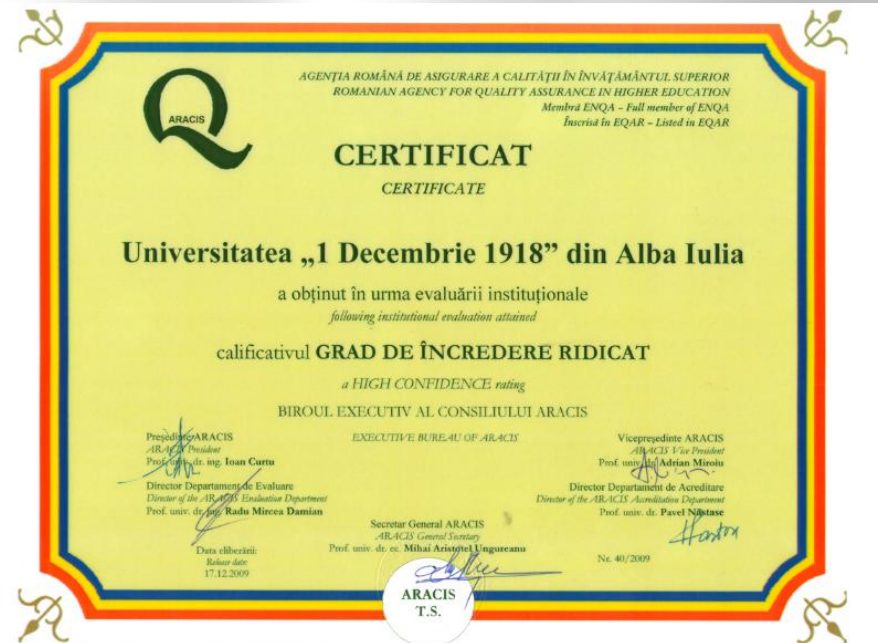 ARACIS
AGENȚIA ROMÂNĂ DE ASIGURARE A CALITĂȚII ÎN ÎNVĂȚĂMÂNTUL SUPERIOR
ROMANIAN AGENCY FOR QUALITY ASSURANCE IN HIGHER EDUCATION
Membră ENQA – Full member of ENQA
Înscrisă în EQAR – Listed in EQAR
CERTIFICAT
CERTIFICATE
Universitatea „1 Decembrie 1918” din Alba Iulia
a obținut în urma evaluării instituționale
following institutional evaluation attained
calificativul GRAD DE ÎNCREDERE RIDICAT
a HIGH CONFIDENCE rating
BIROUL EXECUTIV AL CONSILIULUI ARACIS
EXECUTIVE BUREAU OF ARACIS
Președinte ARACIS
ARACIS President
Prof. univ. dr. ing. Ioan Curtu
Vicepreședinte ARACIS
ARACIS Vice President
Prof. univ. dr. Adrian Miroiu
Director Departament de Evaluare
Director of the ARACIS Evaluation Department
Prof. univ. dr. ing. Radu Mircea Damian
Director Departament de Acreditare
Director of the ARACIS Accreditation Department
Prof. univ. dr. Pavel Năstase
Secretar General ARACIS
ARACIS General Secretary
Prof. univ. dr. ec. Mihai Aristotel Ungureanu
Data eliberării:
Release date:
17.12.2009
Nr. 40/2009
ARACIS
T.S.